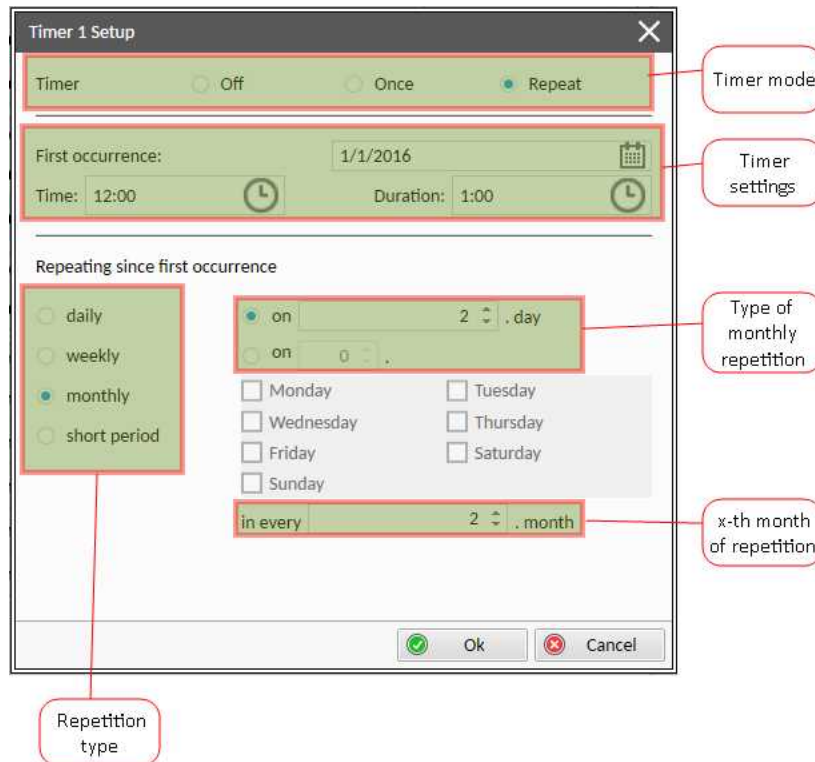 Timer 1 Setup
Timer Off Once Repeat
Timer mode
First occurrence: 1/1/2016
Time: 12:00 Duration: 1:00
Timer
settings
Repeating since first occurrence
daily
weekly
monthly
short period
on 2 . day
on 0 .
Type of
monthly
repetition
Monday Tuesday
Wednesday Thursday
Friday Saturday
Sunday
in every 2 . month
x-th month
of repetition
Ok Cancel
Repetition
type